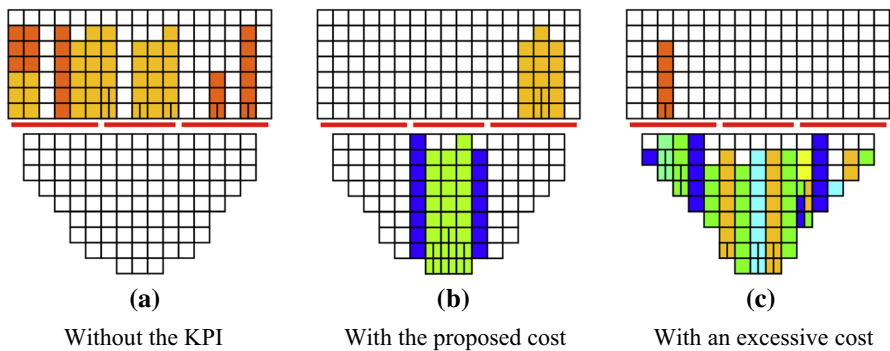 (a) (b) (c)
Without the KPI With the proposed cost With an excessive cost